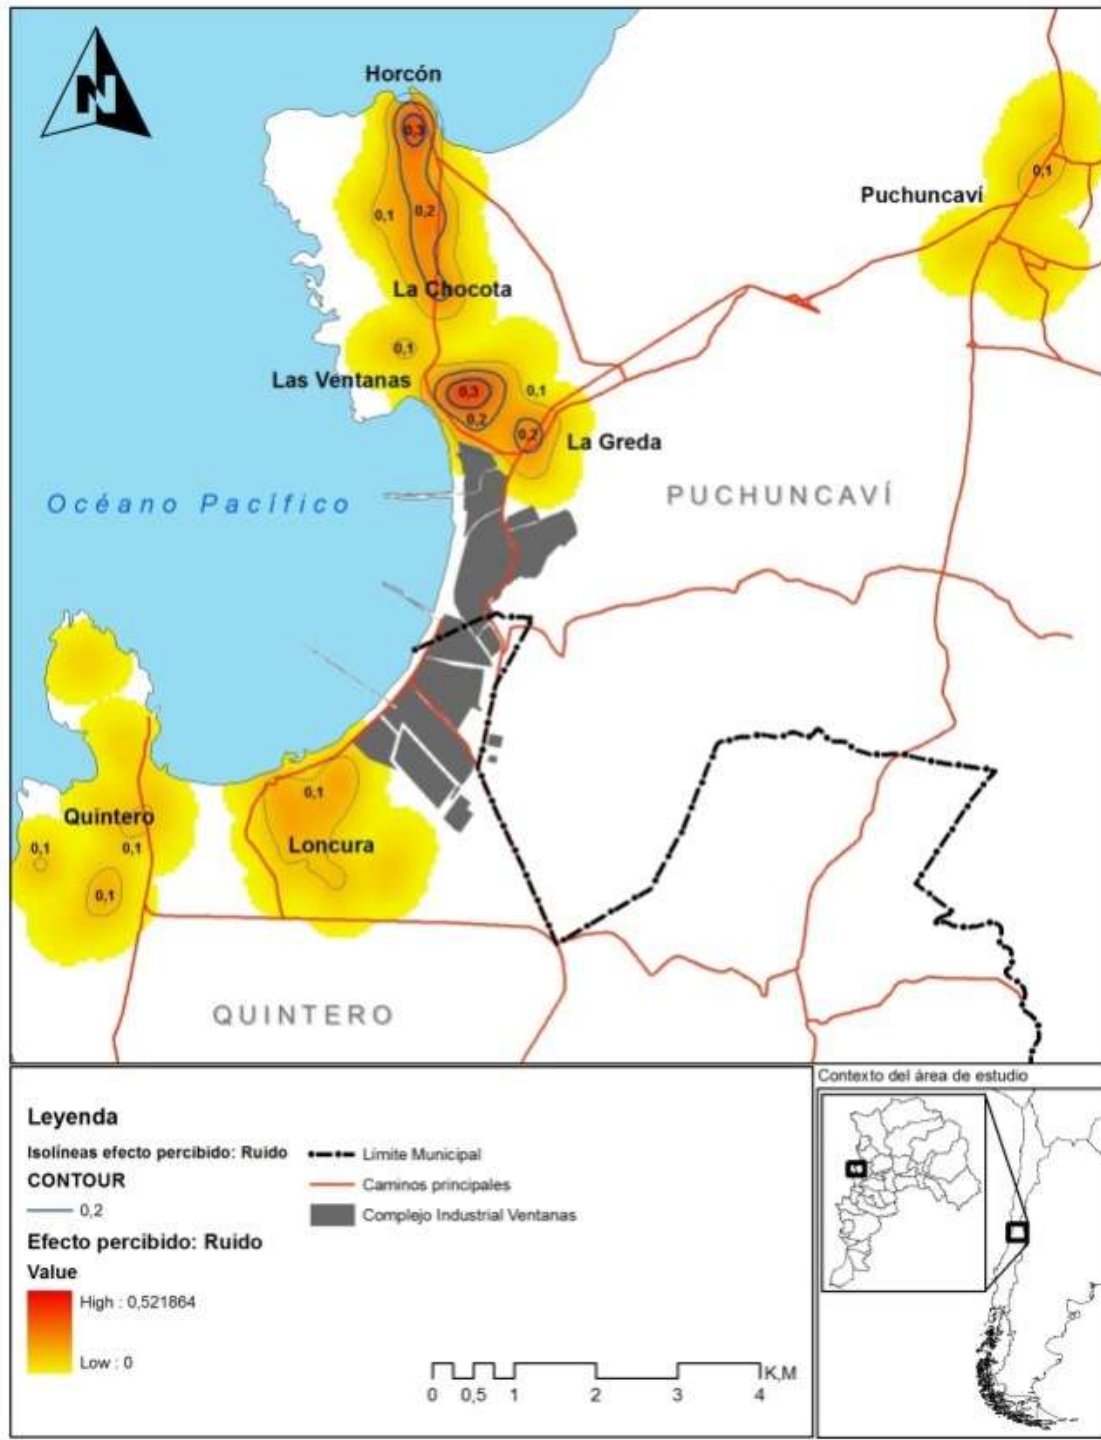 N
Horcón
0,3
Puchuncaví
0,1
0,1
0,2
La Chocota
0,1
Las Ventanas
0,3
0,1
0,2
0,2
La Greda
Océano Pacífico
PUCHUNCAVÍ
0,1
Quintero
0,1
0,1
Loncura
0,1
QUINTERO
Contexto del área de estudio
Leyenda
Isolíneas efecto percibido: Ruido
CONTOUR
0,2
Efecto percibido: Ruido
Value
High : 0,521864
Low : 0
Límite Municipal
Caminos principales
Complejo Industrial Ventanas
K,M
0 0,5 1 2 3 4